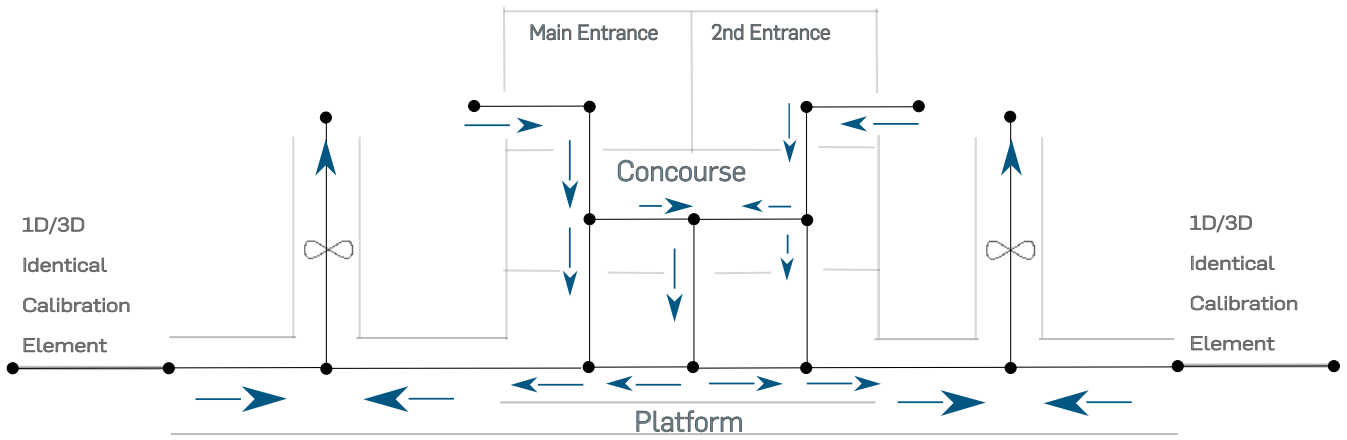 Main Entrance
2nd Entrance
Concourse
1D/3D
Identical
Calibration
Element
1D/3D
Identical
Calibration
Element
Platform